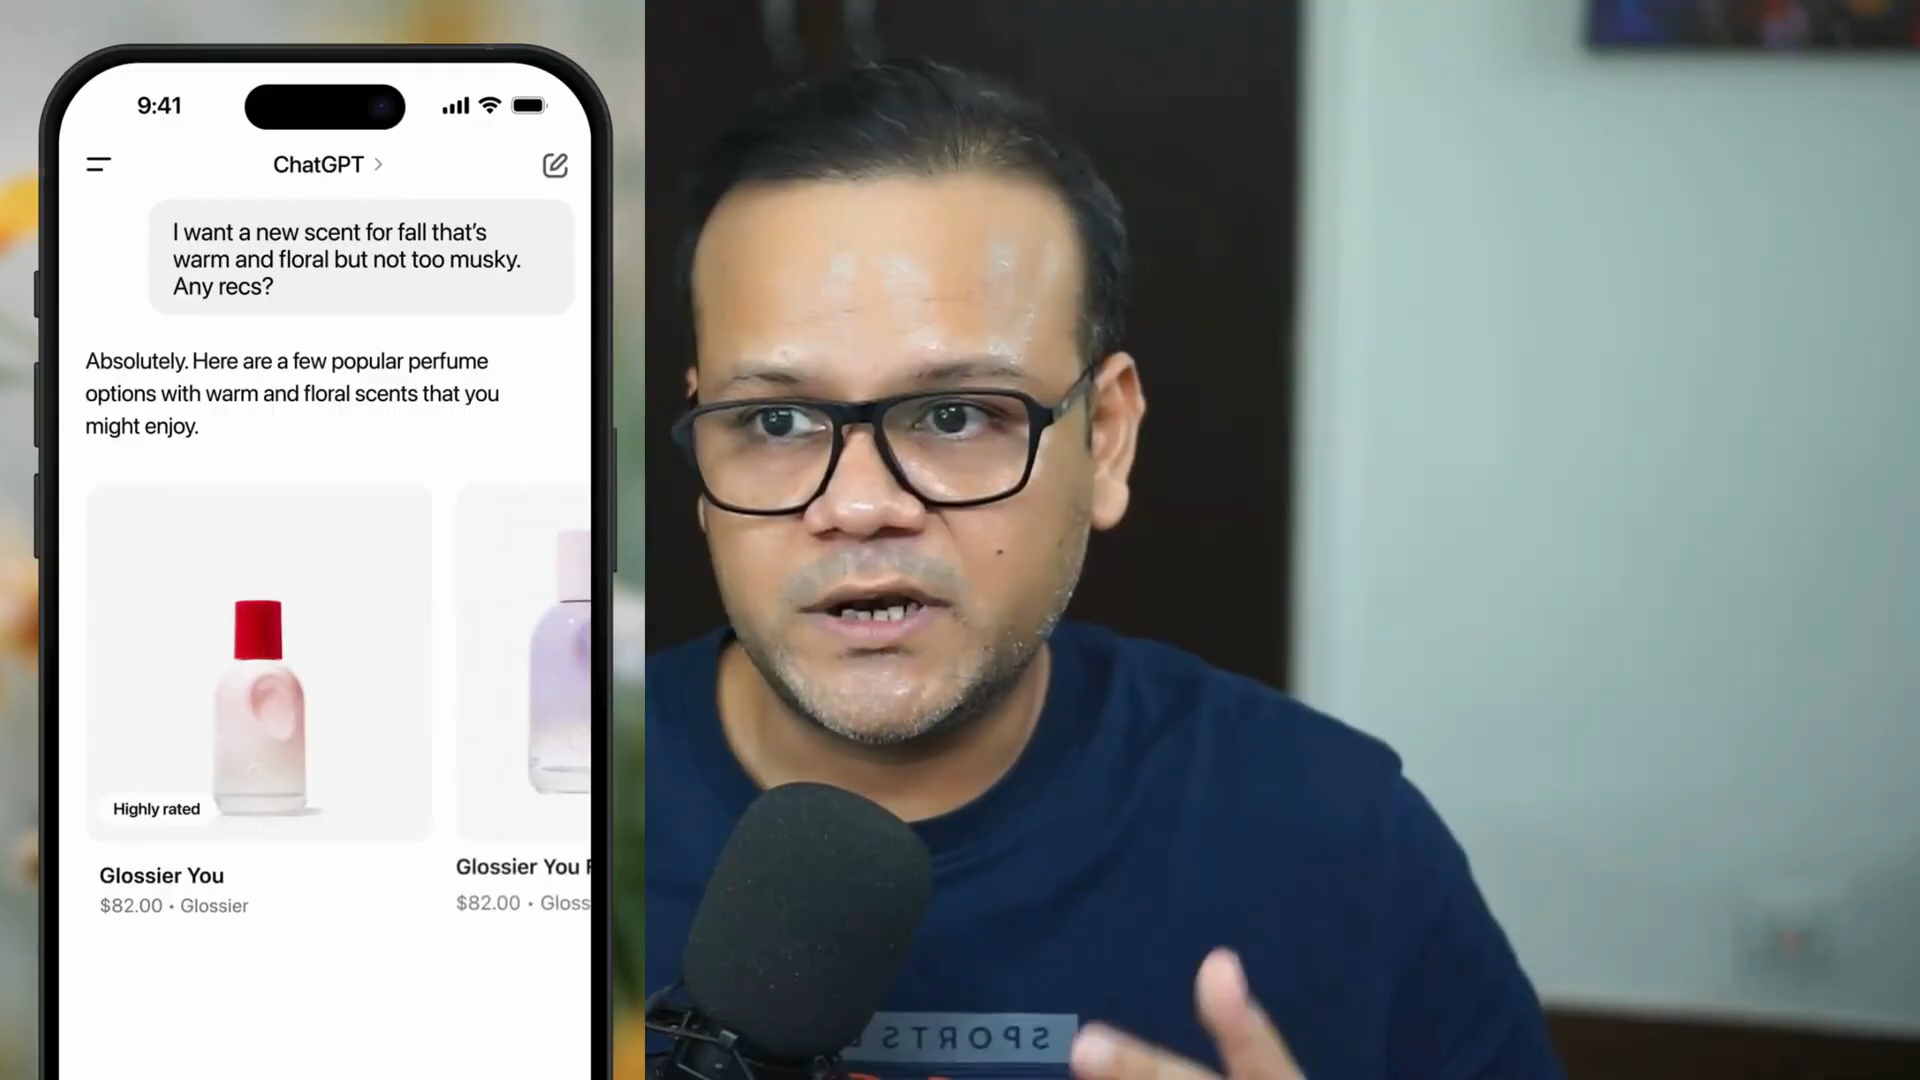 9:41
ChatGPT >
I want a new scent for fall that's
warm and floral but not too musky.
Any recs?
Absolutely. Here are a few popular perfume
options with warm and floral scents that you
might enjoy.
Highly rated
Glossier You
$82.00 • Glossier
Glossier You
$82.00 • Gloss
SPORTS